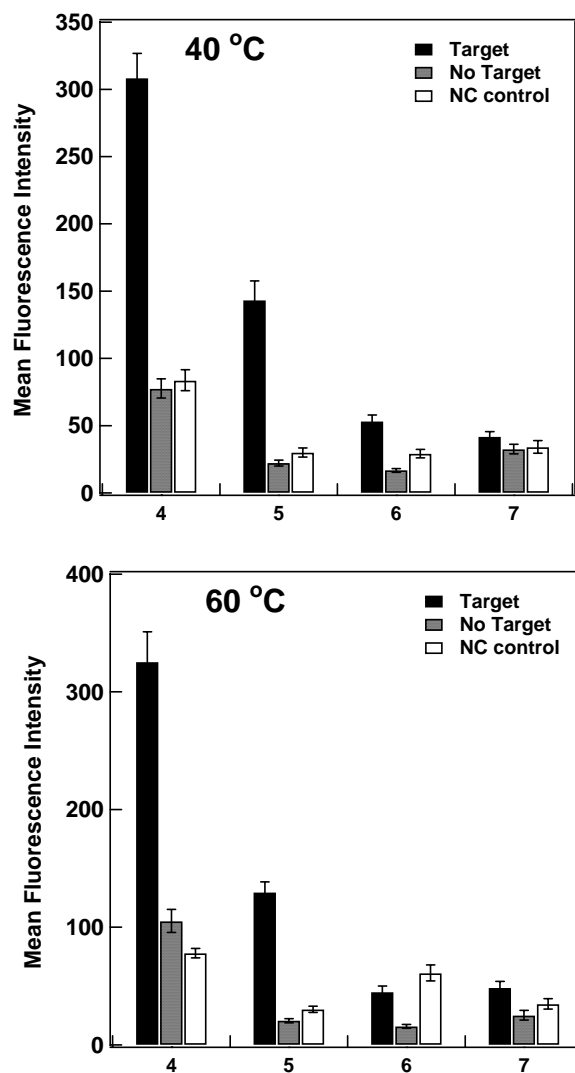 350
300
250
200
150
100
50
0
Mean Fluorescence Intensity
40 °C
Target
No Target
NC control
4 5 6 7
400
300
200
100
0
Mean Fluorescence Intensity
60 °C
Target
No Target
NC control
4 5 6 7